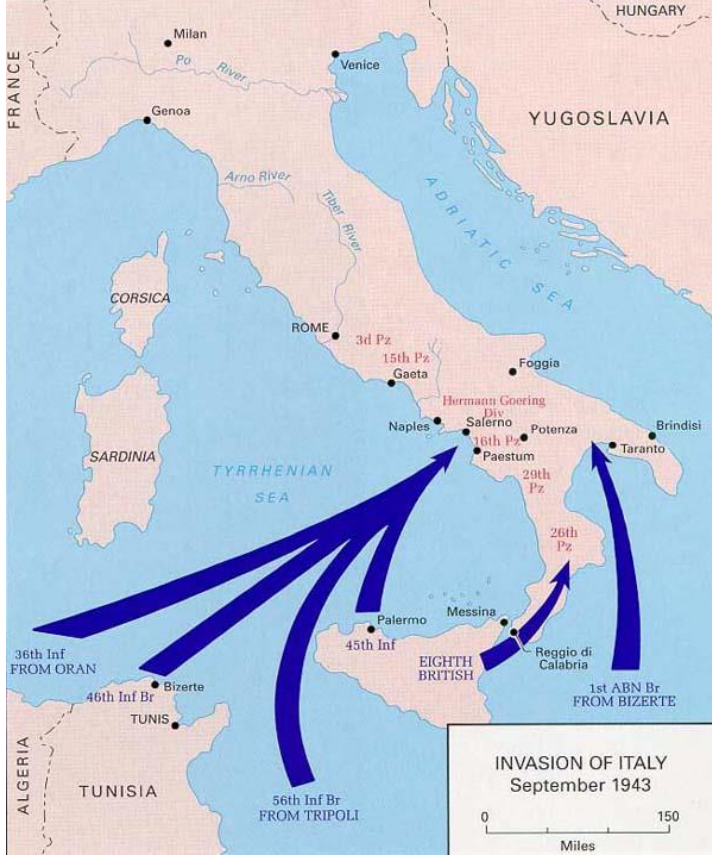 HUNGARY
FRANCE
Milan
Po River
Venice
Genoa
YUGOSLAVIA
Arno River
Tiber
River
ADRIATIC SEA
CORSICA
ROME
3d Pz
15th Pz
Gaeta
Foggia
Hermann Goering
Div
Naples
Salerno
Brindisi
16th Pz
Potenza
Taranto
Paestum
SARDINIA
TYRRHENIAN
SEA
29th
Pz
26th
Pz
Messina
Palermo
36th Inf
FROM ORAN
45th Inf
EIGHTH
BRITISH
Reggio di
Calabria
46th Inf Br
Bizerte
1st ABN Br
FROM BIZERTE
TUNIS
ALGERIA
TUNISIA
56th Inf Br
FROM TRIPOLI
INVASION OF ITALY
September 1943
0 150
Miles